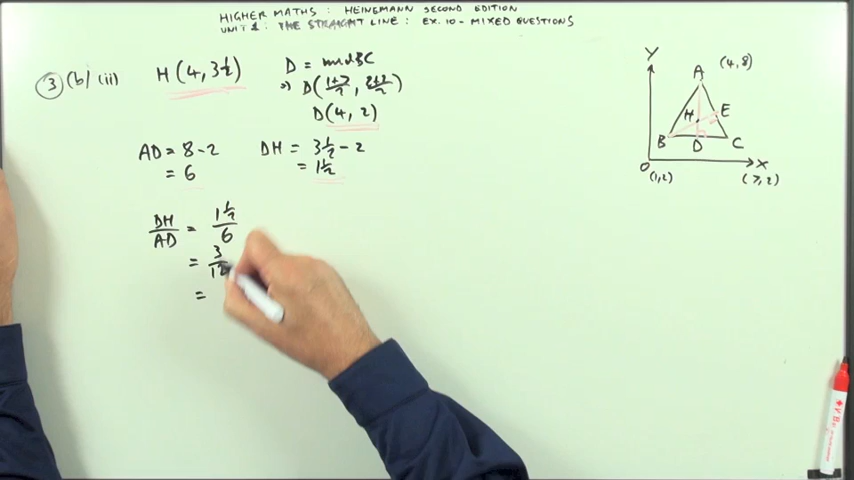 HIGHER MATHS : HEINEMANN SECOND EDITION
UNIT 1 : THE STRAIGHT LINE : EX. 10 - MIXED QUESTIONS
3 (b) (ii) H (4, 3½) D = mid BC
=> D(1+7/2, 2+2/2)
D(4, 2)
AD = 8 - 2 DH = 3½ - 2
= 6 = 1½
DH/AD = 1½/6
= 3/12
=
Y
(4, 8)
A
H E
B D C
O X
(1, 2) (7, 2)